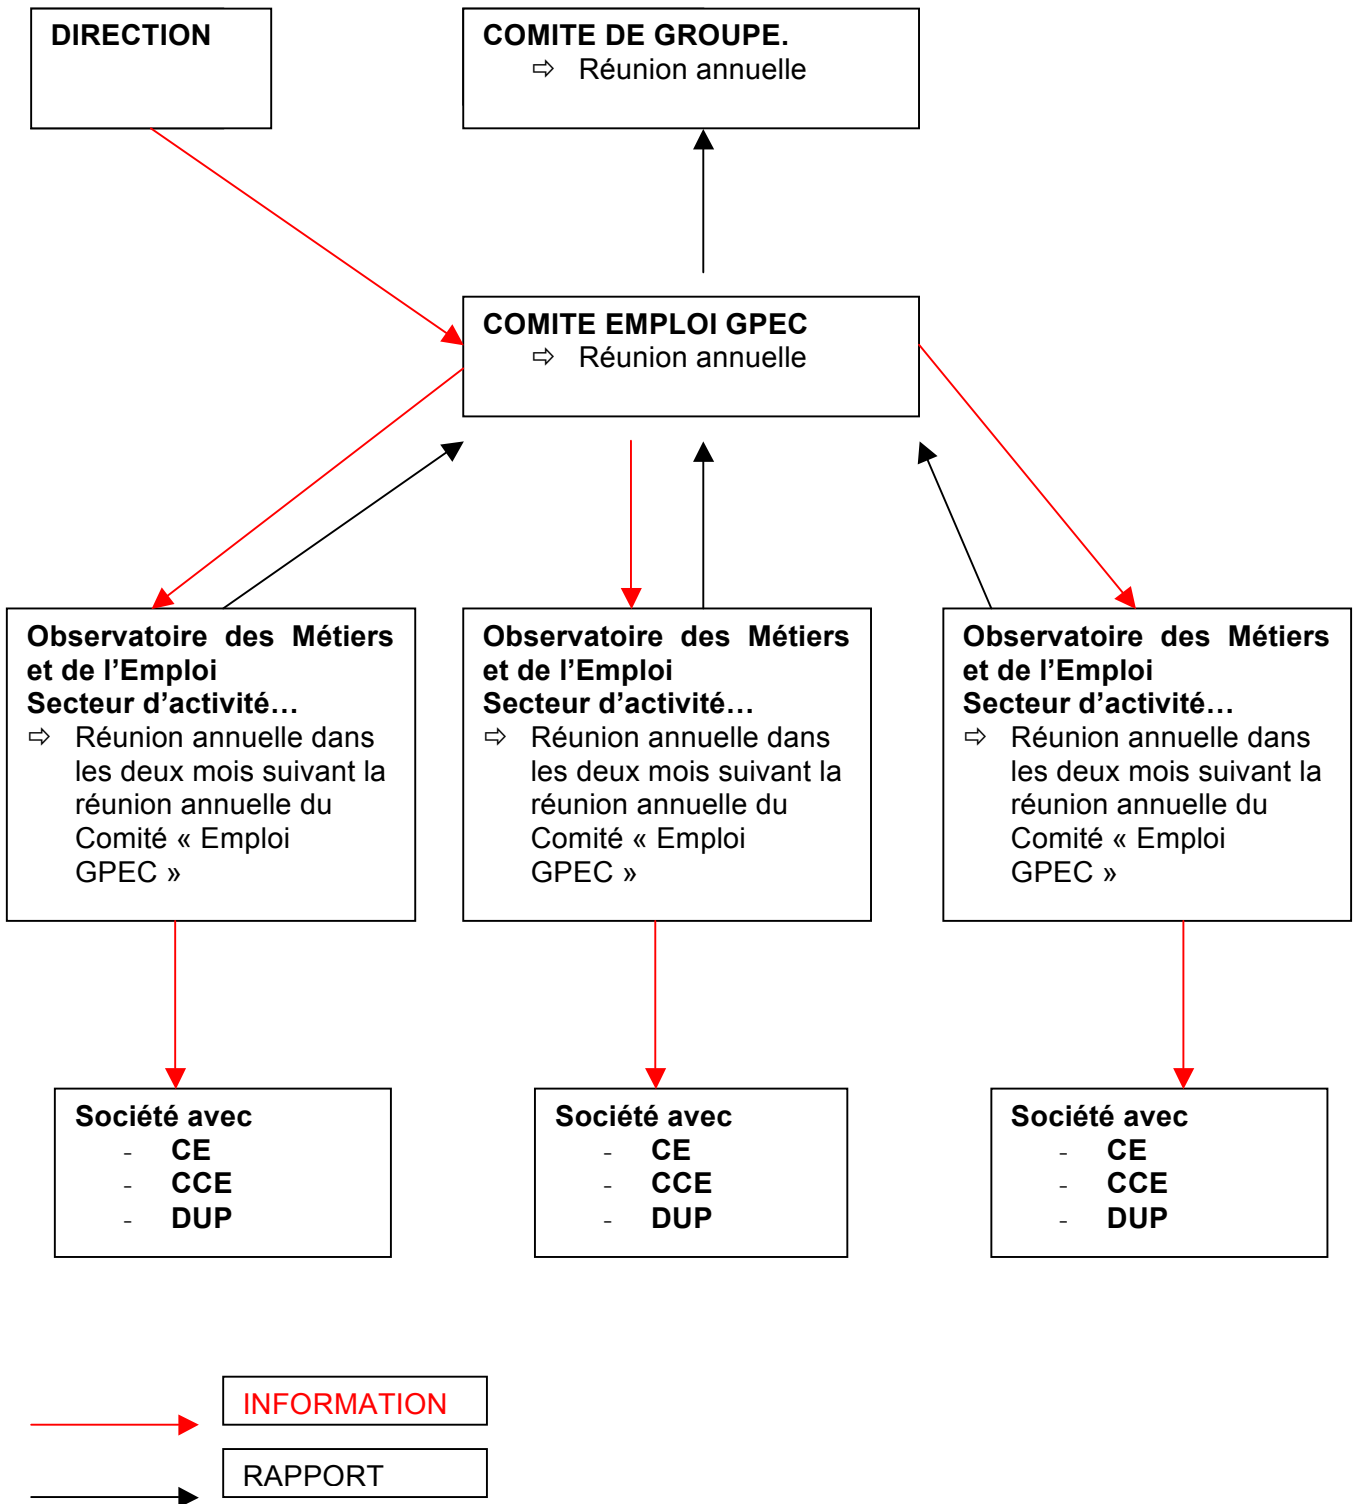 DIRECTION
COMITE DE GROUPE.
⇨ Réunion annuelle
COMITE EMPLOI GPEC
⇨ Réunion annuelle
Observatoire des Métiers
et de l’Emploi
Secteur d’activité…
⇨ Réunion annuelle dans
les deux mois suivant la
réunion annuelle du
Comité « Emploi
GPEC »
Observatoire des Métiers
et de l’Emploi
Secteur d’activité…
⇨ Réunion annuelle dans
les deux mois suivant la
réunion annuelle du
Comité « Emploi
GPEC »
Observatoire des Métiers
et de l’Emploi
Secteur d’activité…
⇨ Réunion annuelle dans
les deux mois suivant la
réunion annuelle du
Comité « Emploi
GPEC »
Société avec
- CE
- CCE
- DUP
Société avec
- CE
- CCE
- DUP
Société avec
- CE
- CCE
- DUP
INFORMATION
RAPPORT